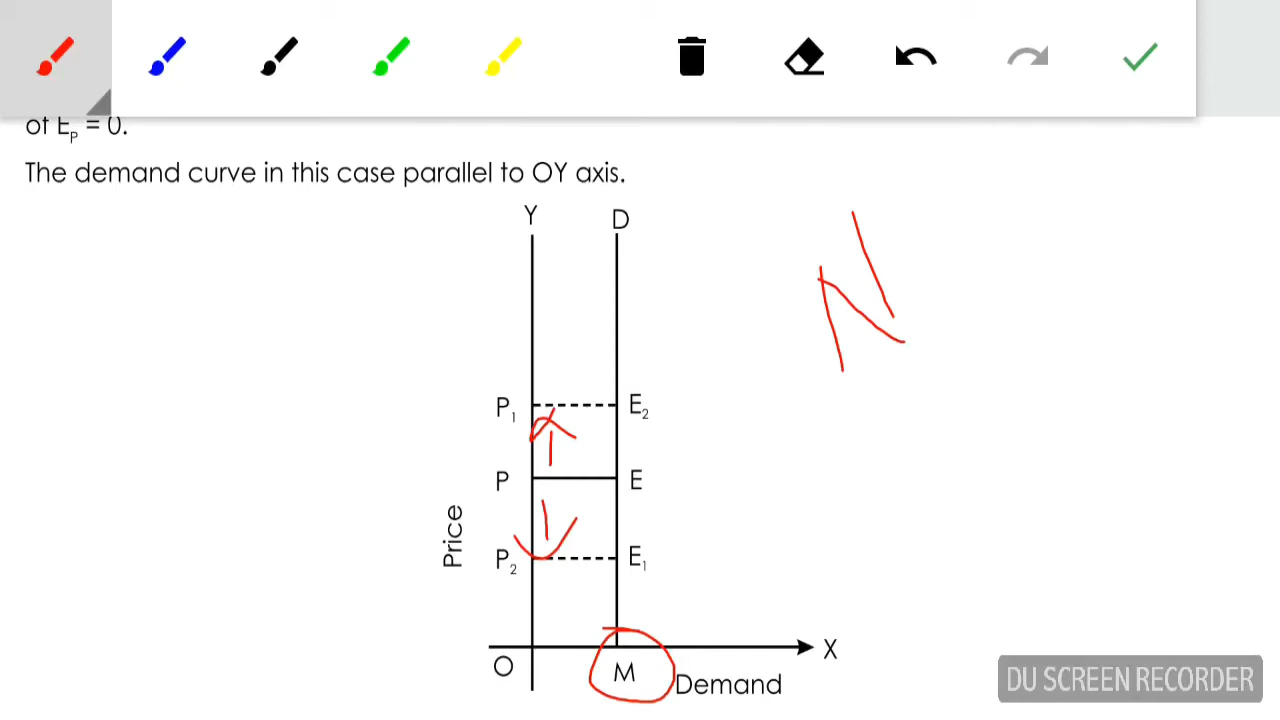 of E_P = 0.
The demand curve in this case parallel to OY axis.
Y D
P₁ E₂
P E
Price
P₂ E₁
O M Demand X
N
DU SCREEN RECORDER